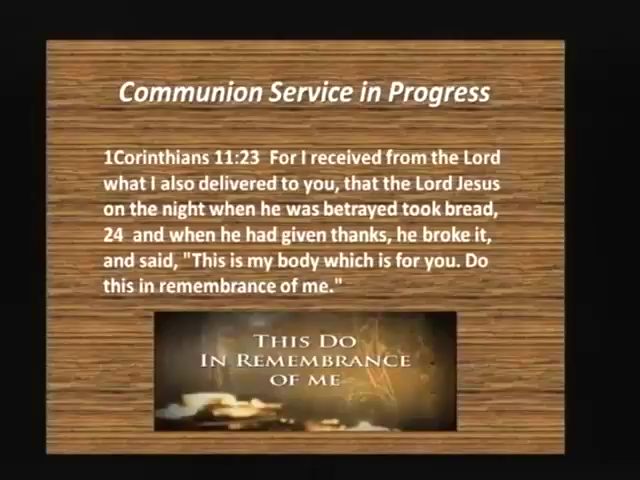 Communion Service in Progress
1Corinthians 11:23 For I received from the Lord
what I also delivered to you, that the Lord Jesus
on the night when he was betrayed took bread,
24 and when he had given thanks, he broke it,
and said, "This is my body which is for you. Do
this in remembrance of me."
THIS DO
IN REMEMBRANCE
OF ME